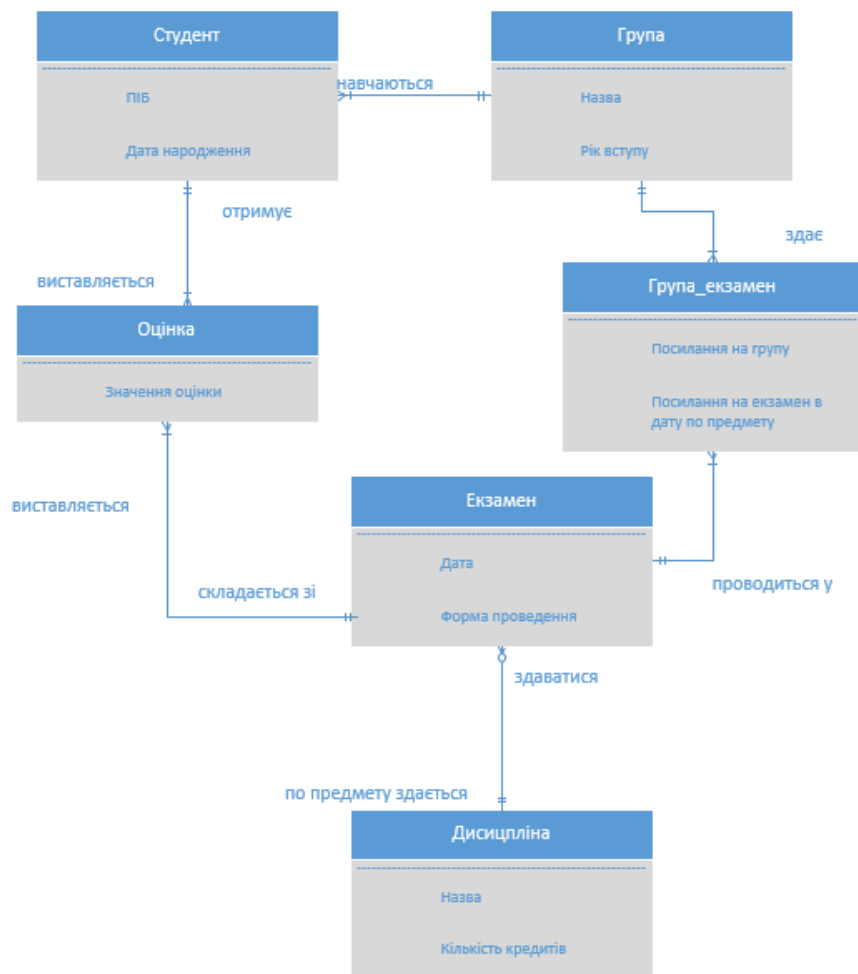 Студент
Група
навчаються
ПІБ
Назва
Дата народження
Рік вступу
отримує
здає
виставляється
Група_екзамен
Оцінка
Посилання на групу
Значення оцінки
Посилання на екзамен в
дату по предмету
виставляється
Екзамен
Дата
проводиться у
складається зі
Форма проведення
здаватися
по предмету здається
Дисицпліна
Назва
Кількість кредитів